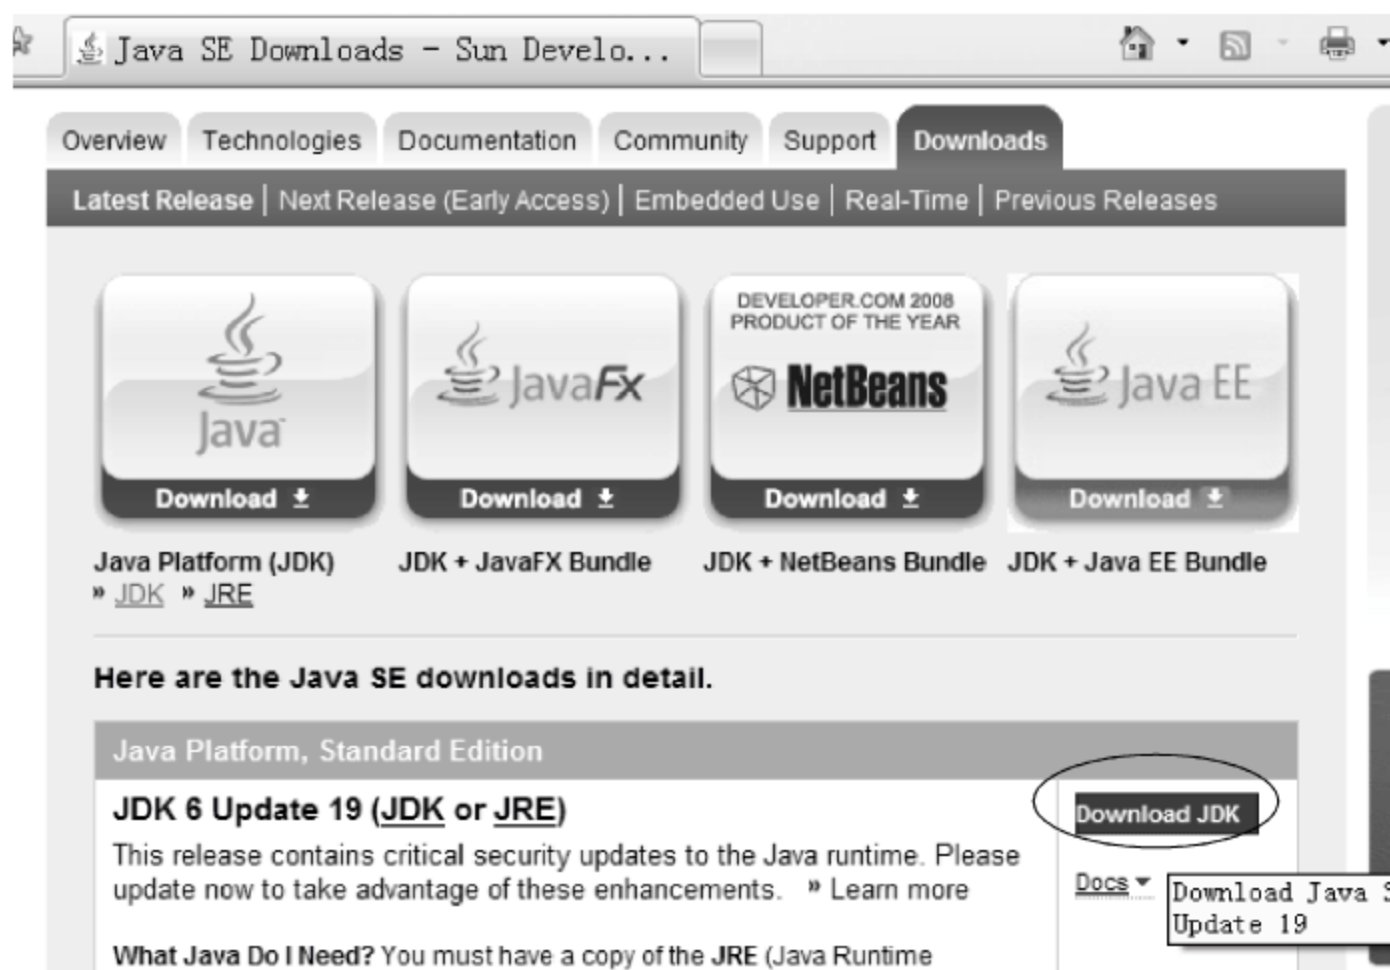 Java SE Downloads - Sun Develo...
Overview Technologies Documentation Community Support Downloads
Latest Release | Next Release (Early Access) | Embedded Use | Real-Time | Previous Releases
DEVELOPER.COM 2008
PRODUCT OF THE YEAR
Java™ JavaFx NetBeans Java EE
Download Download Download Download
Java Platform (JDK) JDK + JavaFX Bundle JDK + NetBeans Bundle JDK + Java EE Bundle
» JDK » JRE
Here are the Java SE downloads in detail.
Java Platform, Standard Edition
JDK 6 Update 19 (JDK or JRE)
Download JDK
This release contains critical security updates to the Java runtime. Please
update now to take advantage of these enhancements. » Learn more
Docs
Download Java S
Update 19
What Java Do I Need? You must have a copy of the JRE (Java Runtime